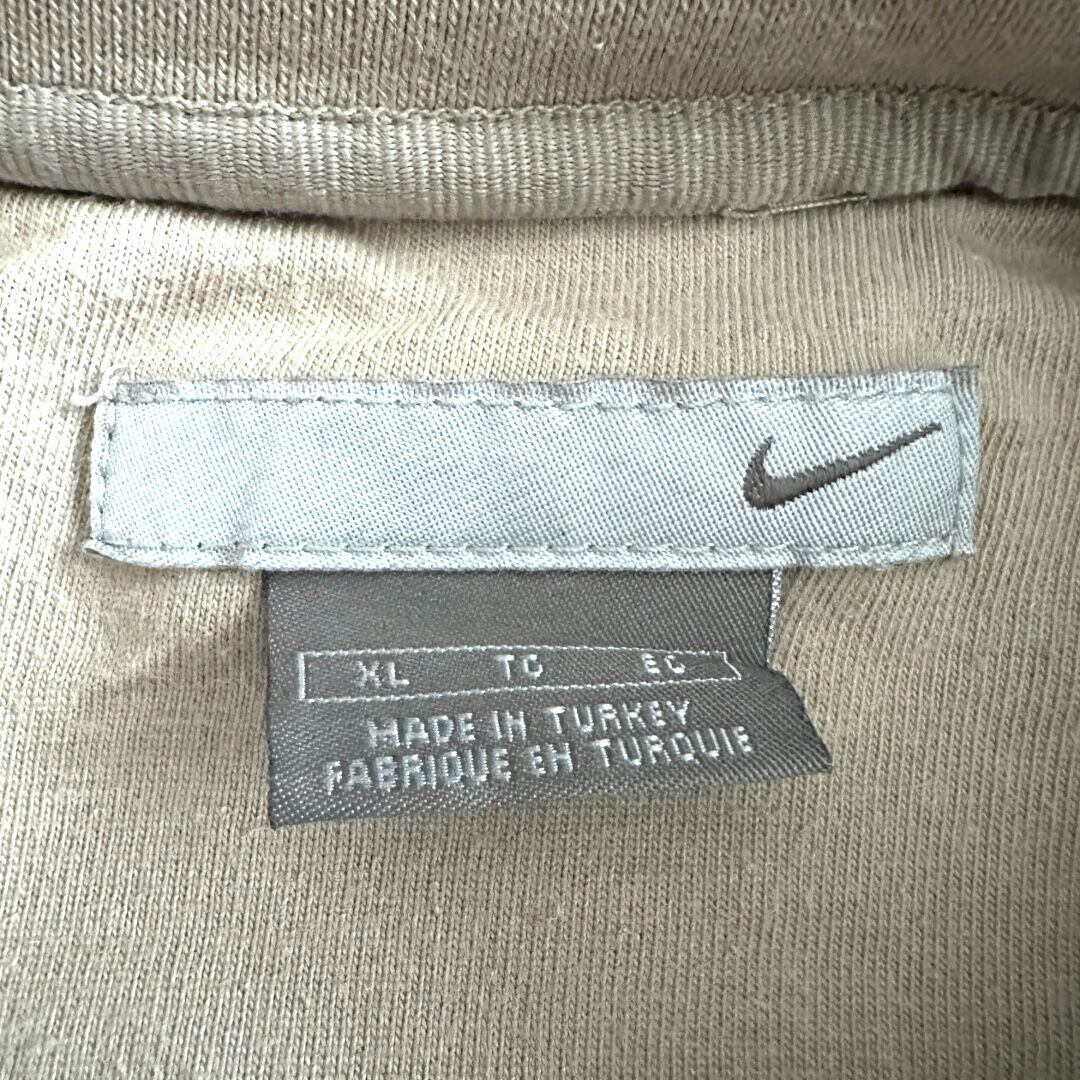 XL TG EG
MADE IN TURKEY
FABRIQUE EN TURQUIE